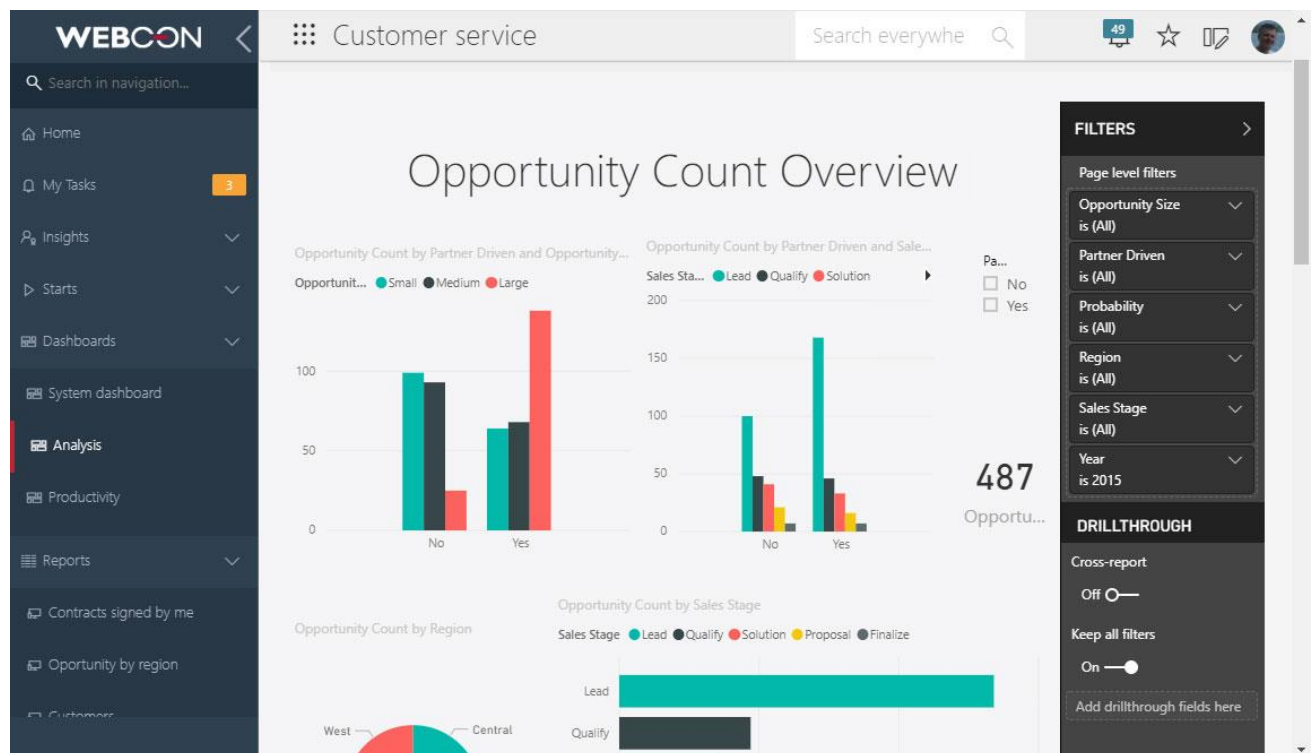 WEBCON
Customer service
Search everywhe
49
Search in navigation...
Home
My Tasks
3
Insights
Starts
Dashboards
System dashboard
Analysis
Productivity
Reports
Contracts signed by me
Oportunity by region
Customers
Opportunity Count Overview
Opportunity Count by Partner Driven and Opportunity...
Opportunit... Small Medium Large
100
50
0
No Yes
Opportunity Count by Partner Driven and Sale...
Sales Sta... Lead Qualify Solution
200
150
100
50
0
No Yes
Pa...
No
Yes
487
Opportu...
Opportunity Count by Region
West Central
Opportunity Count by Sales Stage
Sales Stage Lead Qualify Solution Proposal Finalize
Lead
Qualify
FILTERS
Page level filters
Opportunity Size
is (All)
Partner Driven
is (All)
Probability
is (All)
Region
is (All)
Sales Stage
is (All)
Year
is 2015
DRILLTHROUGH
Cross-report
Off
Keep all filters
On
Add drillthrough fields here